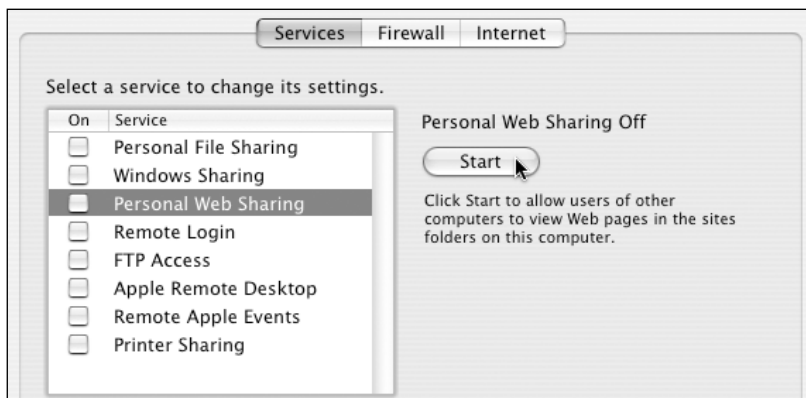 Services Firewall Internet
Select a service to change its settings.
On Service
Personal File Sharing
Windows Sharing
Personal Web Sharing
Remote Login
FTP Access
Apple Remote Desktop
Remote Apple Events
Printer Sharing
Personal Web Sharing Off
Start
Click Start to allow users of other
computers to view Web pages in the sites
folders on this computer.